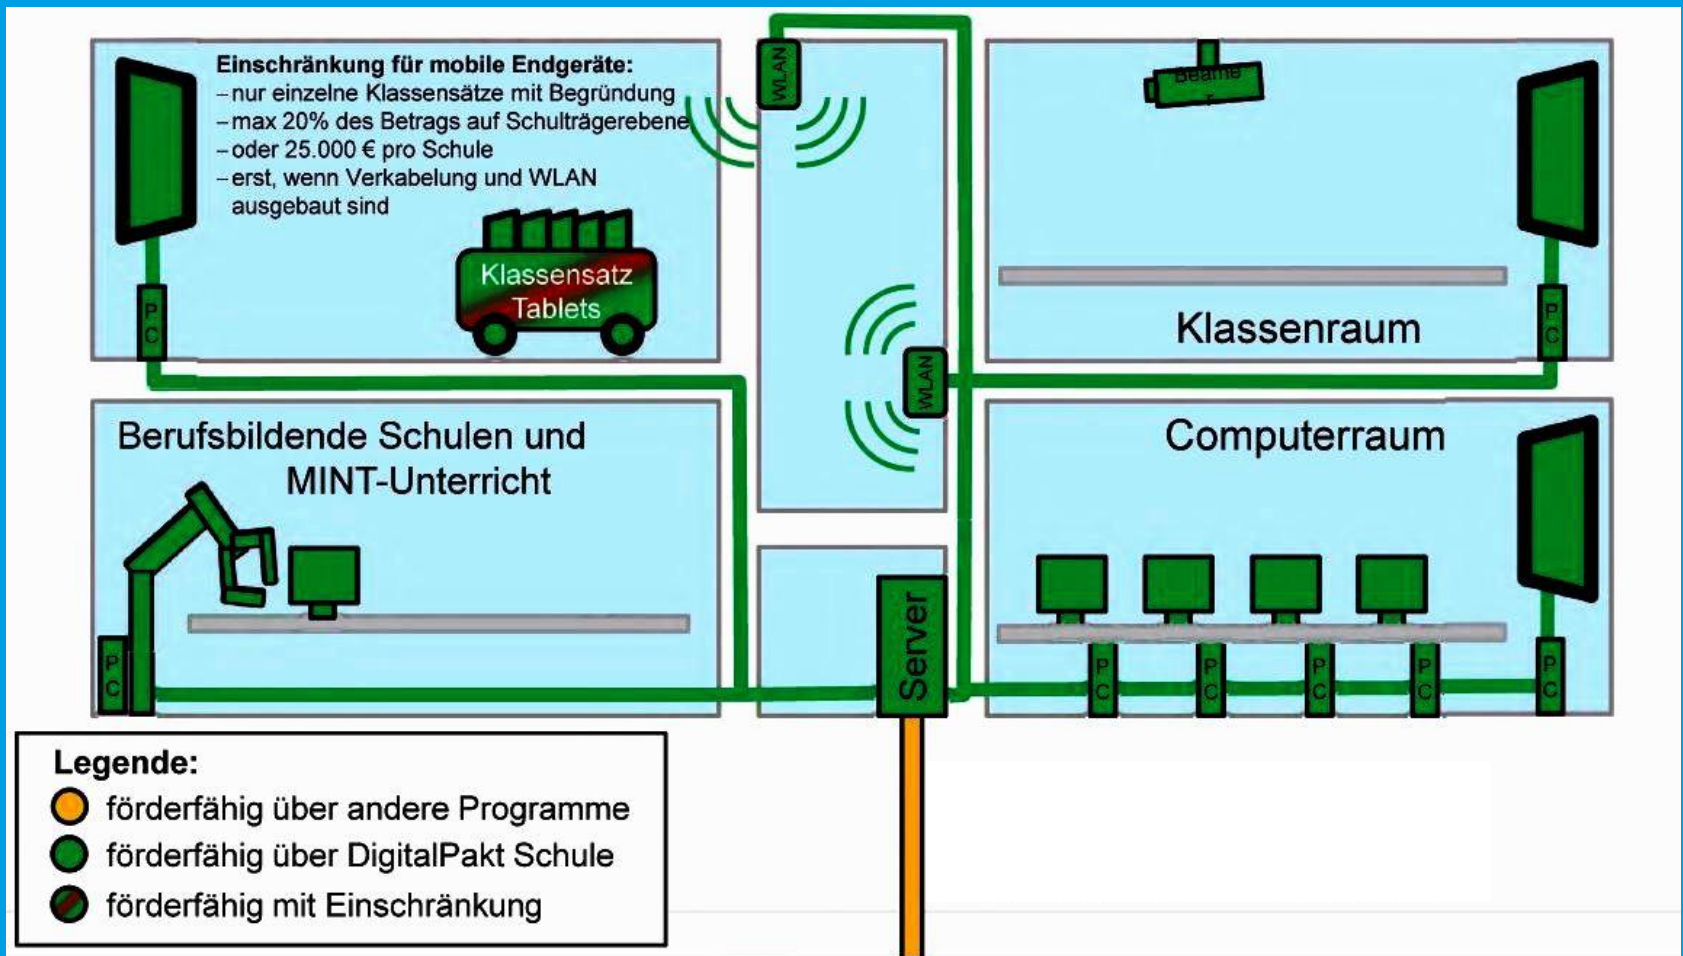 Einschränkung für mobile Endgeräte:
– nur einzelne Klassensätze mit Begründung
– max 20% des Betrags auf Schulträgerebene
– oder 25.000 € pro Schule
– erst, wenn Verkabelung und WLAN
ausgebaut sind
Klassensatz
Tablets
PC
WLAN
WLAN
Beame
r
Klassenraum
PC
Berufsbildende Schulen und
MINT-Unterricht
PC
Server
Computerraum
PC
PC
PC
PC
PC
Legende:
förderfähig über andere Programme
förderfähig über DigitalPakt Schule
förderfähig mit Einschränkung